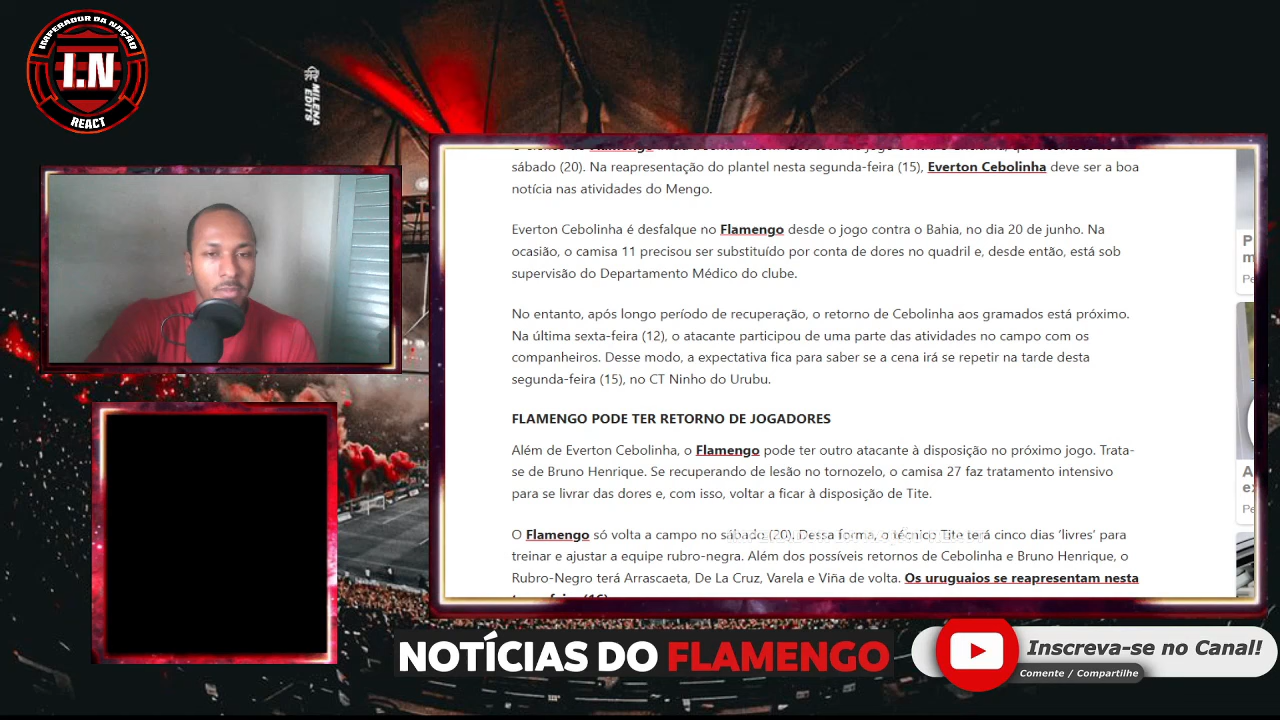 IMPERADOR DA NAÇÃO
I.N
REACT
MILENA
EDITS
sábado (20). Na reapresentação do plantel nesta segunda-feira (15), Everton Cebolinha deve ser a boa
notícia nas atividades do Mengo.
Everton Cebolinha é desfalque no Flamengo desde o jogo contra o Bahia, no dia 20 de junho. Na
ocasião, o camisa 11 precisou ser substituído por conta de dores no quadril e, desde então, está sob
supervisão do Departamento Médico do clube.
No entanto, após longo período de recuperação, o retorno de Cebolinha aos gramados está próximo.
Na última sexta-feira (12), o atacante participou de uma parte das atividades no campo com os
companheiros. Desse modo, a expectativa fica para saber se a cena irá se repetir na tarde desta
segunda-feira (15), no CT Ninho do Urubu.
FLAMENGO PODE TER RETORNO DE JOGADORES
Além de Everton Cebolinha, o Flamengo pode ter outro atacante à disposição no próximo jogo. Trata-
se de Bruno Henrique. Se recuperando de lesão no tornozelo, o camisa 27 faz tratamento intensivo
para se livrar das dores e, com isso, voltar a ficar à disposição de Tite.
O Flamengo só volta a campo no sábado (20). Dessa forma, o técnico Tite terá cinco dias ‘livres’ para
treinar e ajustar a equipe rubro-negra. Além dos possíveis retornos de Cebolinha e Bruno Henrique, o
Rubro-Negro terá Arrascaeta, De La Cruz, Varela e Viña de volta. Os uruguaios se reapresentam nesta
NOTÍCIAS DO FLAMENGO
Inscreva-se no Canal!
Comente / Compartilhe